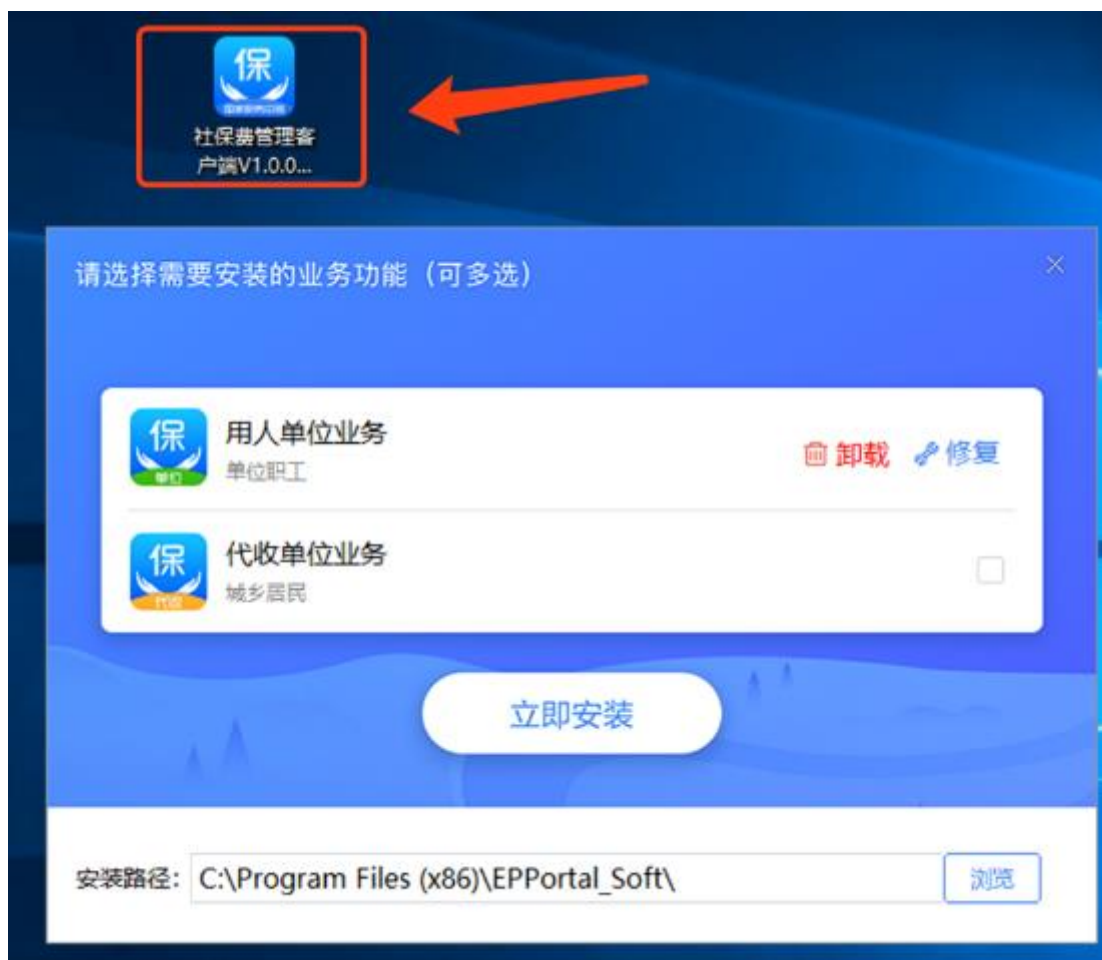 保
社保费管理客
户端V1.0.0...
请选择需要安装的业务功能（可多选）
保
单位
用人单位业务
单位职工
卸载
修复
保
代收
代收单位业务
城乡居民
立即安装
安装路径：
C:\Program Files (x86)\EPPortal_Soft\
浏览